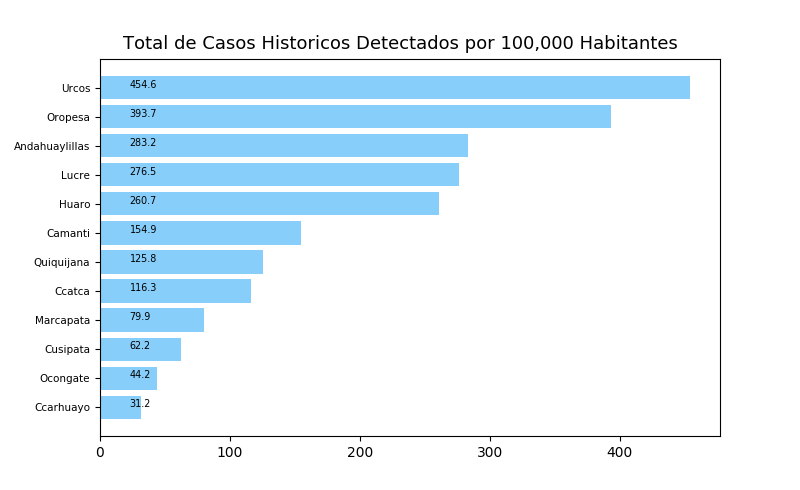 Total de Casos Historicos Detectados por 100,000 Habitantes
Urcos 454.6
Oropesa 393.7
Andahuaylillas 283.2
Lucre 276.5
Huaro 260.7
Camanti 154.9
Quiquijana 125.8
Ccatca 116.3
Marcapata 79.9
Cusipata 62.2
Ocongate 44.2
Ccarhuayo 31.2
0 100 200 300 400